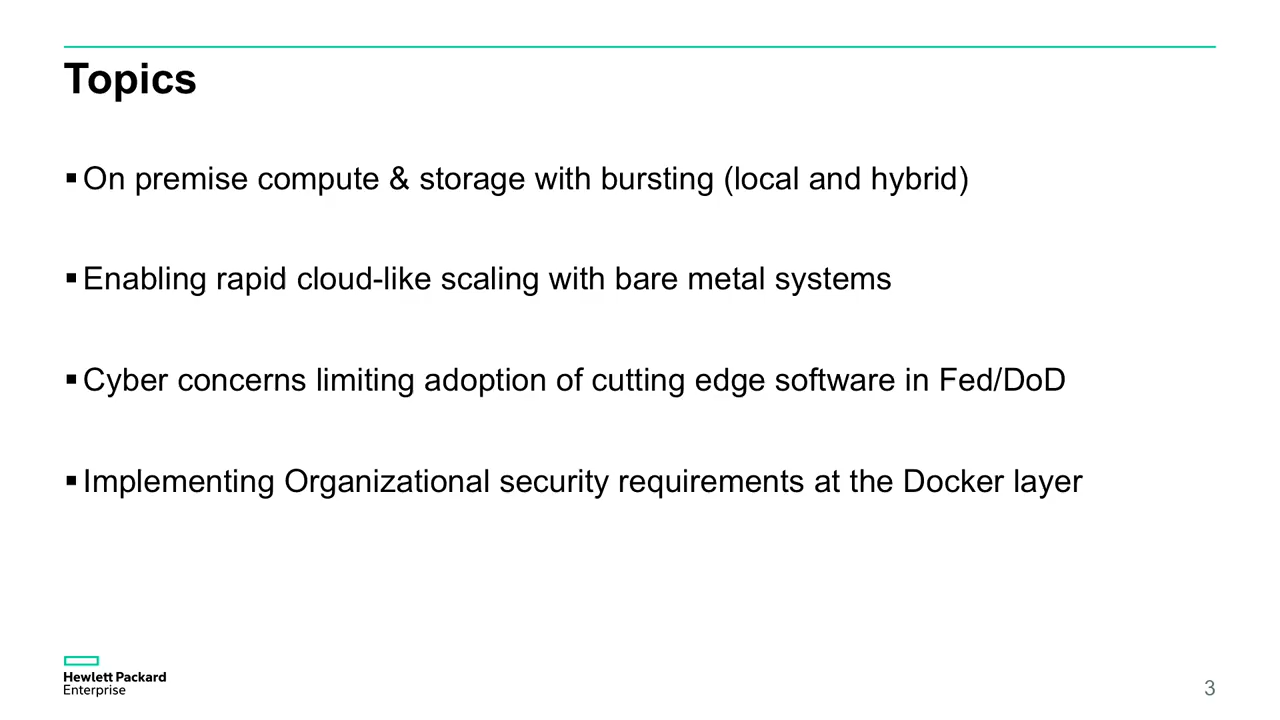 Topics
▪ On premise compute & storage with bursting (local and hybrid)
▪ Enabling rapid cloud-like scaling with bare metal systems
▪ Cyber concerns limiting adoption of cutting edge software in Fed/DoD
▪ Implementing Organizational security requirements at the Docker layer
Hewlett Packard
Enterprise
3